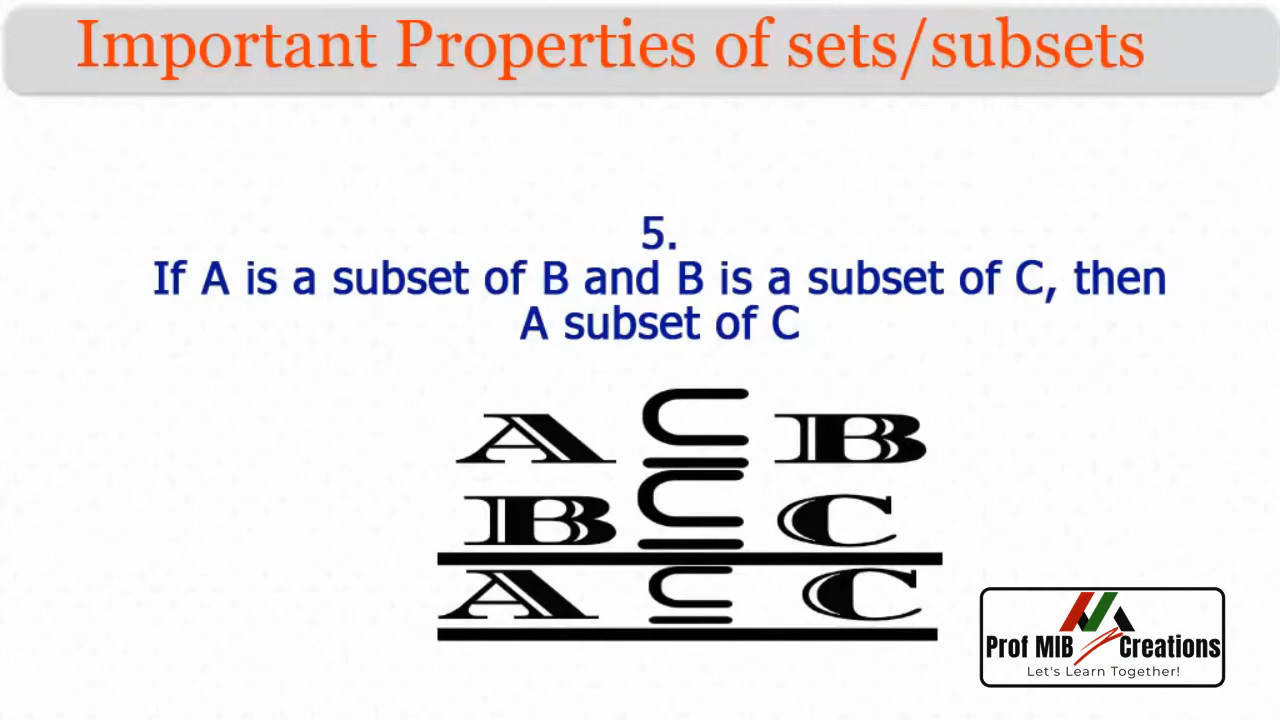 Important Properties of sets/subsets
5.
If A is a subset of B and B is a subset of C, then
A subset of C
A ⊆ B
B ⊆ C
A ⊆ C
Prof MIB Creations
Let's Learn Together!